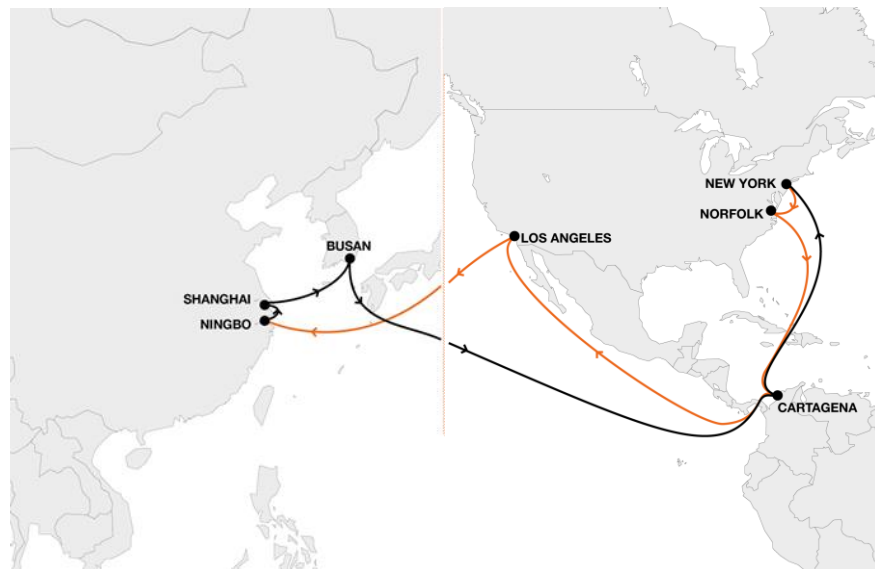 NEW YORK
NORFOLK
LOS ANGELES
BUSAN
SHANGHAI
NINGBO
CARTAGENA